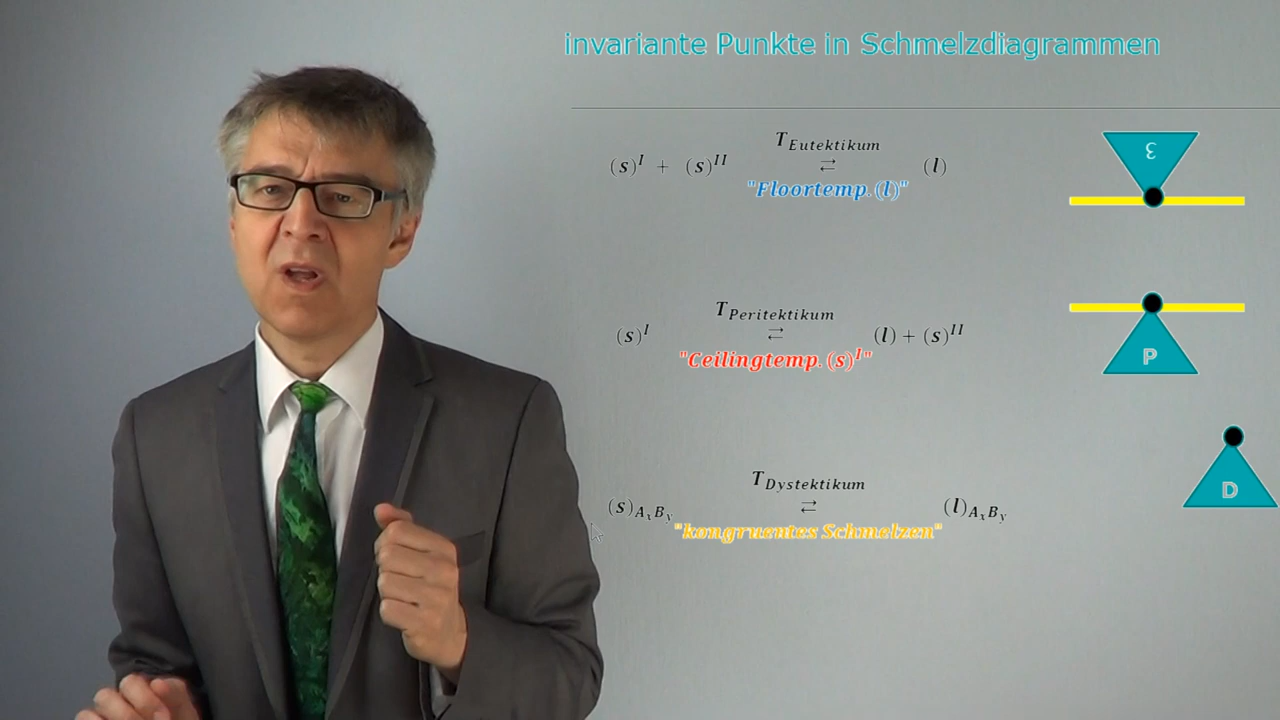 invariante Punkte in Schmelzdiagrammen
T_Eutektikum
(s)^I + (s)^II ⇄ (l)
"Floortemp.(l)"
Ɛ
T_Peritektikum
(s)^I ⇄ (l) + (s)^II
"Ceilingtemp.(s)^I"
P
T_Dystektikum
(s)_AxBy ⇄ (l)_AxBy
"kongruentes Schmelzen"
D